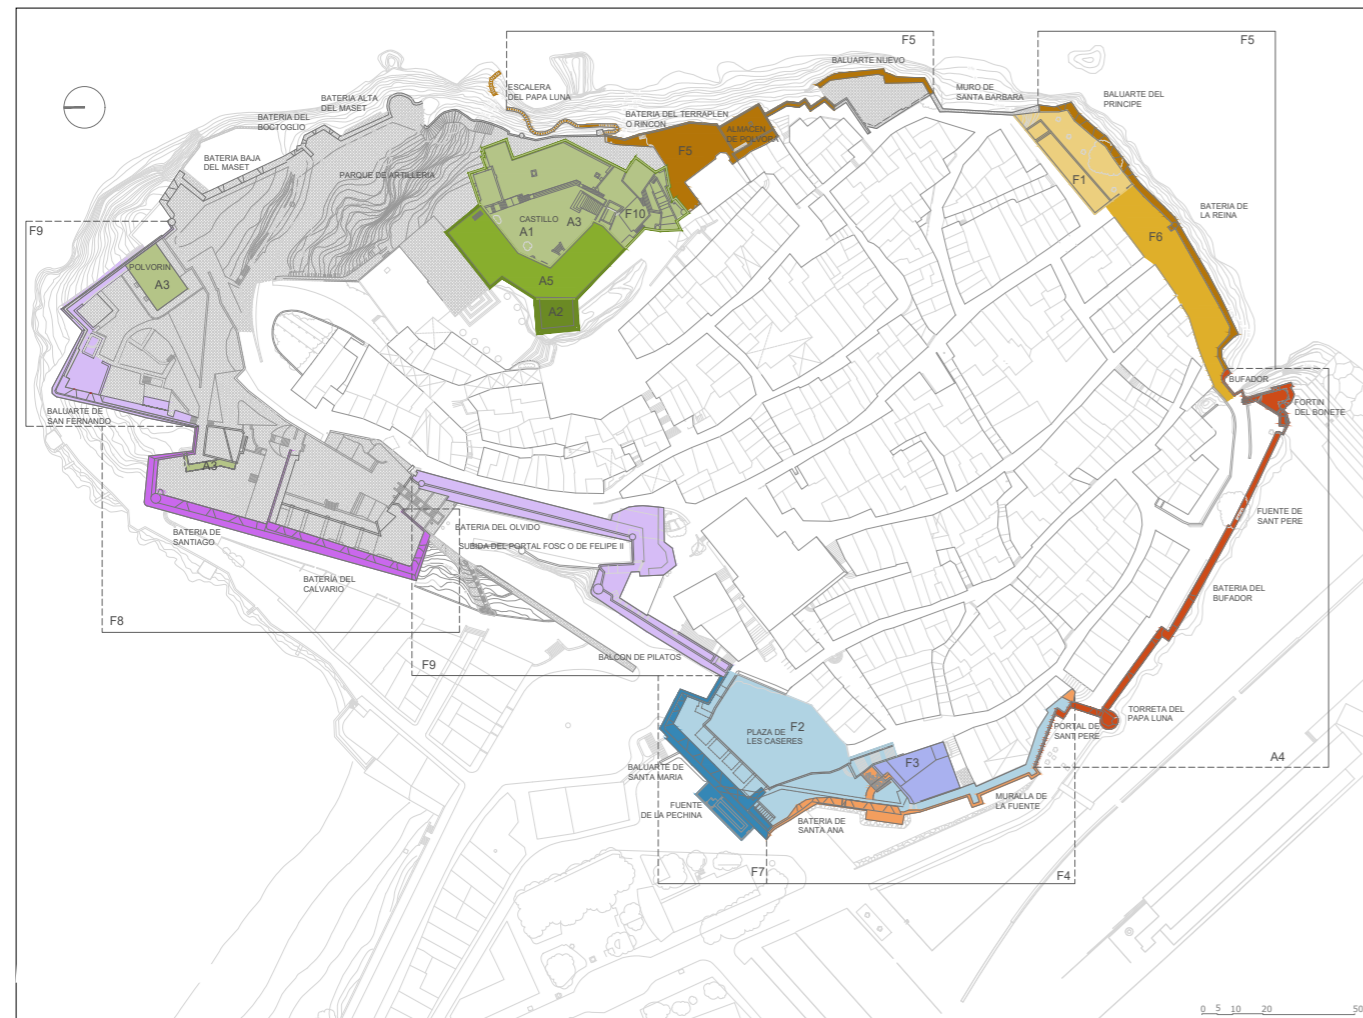 F5
F5
BALUARTE NUEVO
ESCALERA
DEL PAPA LUNA
MURO DE
SANTA BARBARA
BALUARTE DEL
PRINCIPE
BATERIA ALTA
DEL MASET
BATERIA DEL
BOCTOGLIO
BATERIA DEL TERRAPLEN
O RINCON
ALMACEN
DE POLVORA
F5
BATERIA BAJA
DEL MASET
PARQUE DE ARTILLERIA
F1
CASTILLO
A1
A3
F10
BATERIA DE
LA REINA
F9
F6
POLVORIN
A3
A5
A2
BUFADOR
FORTIN
DEL BONETE
BALUARTE DE
SAN FERNANDO
A3
BATERIA DE
SANTIAGO
BATERIA DEL OLVIDO
SUBIDA DEL PORTAL FOSC O DE FELIPE II
FUENTE DE
SANT PERE
BATERÍA DEL
CALVARIO
BATERIA DEL
BUFADOR
F8
BALCON DE PILATOS
F9
TORRETA DEL
PAPA LUNA
PORTAL DE
SANT PERE
PLAZA DE
LES CASERES
F2
F3
A4
BALUARTE DE
SANTA MARIA
FUENTE
DE LA PECHINA
MURALLA DE
LA FUENTE
BATERIA DE
SANTA ANA
F7
F4
0 5 10 20 50